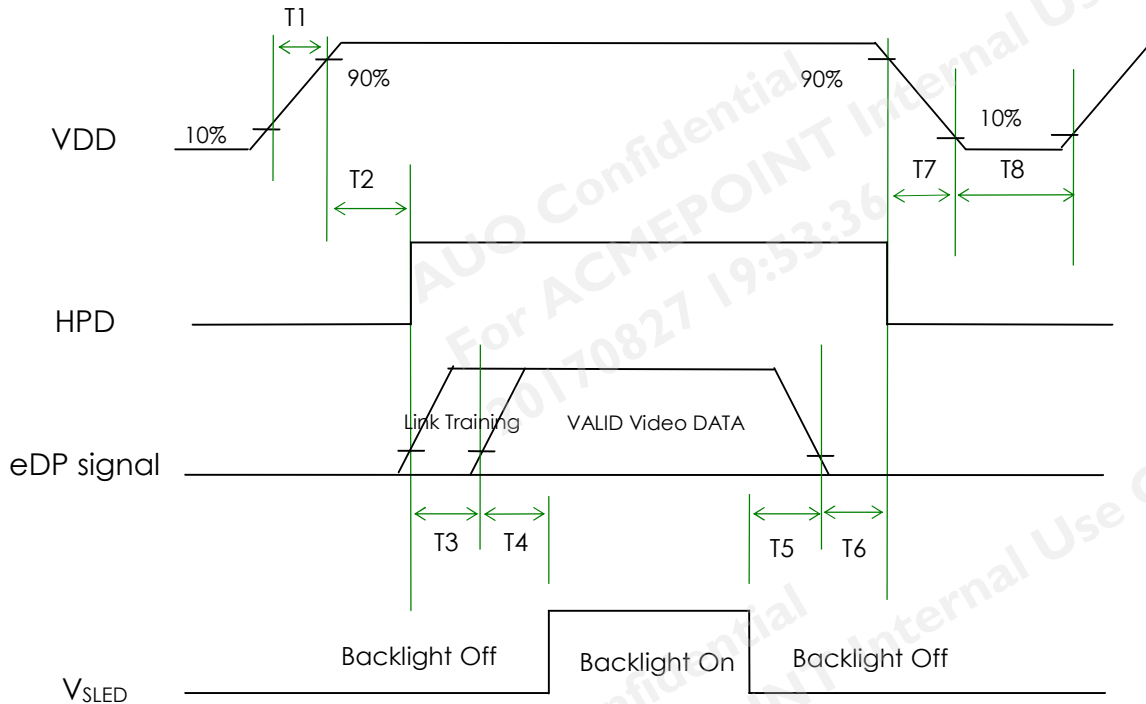 T1
90%
90%
10%
10%
VDD
T2
T7
T8
HPD
Link Training
VALID Video DATA
eDP signal
T3
T4
T5
T6
Backlight Off
Backlight On
Backlight Off
VSLED
AUO Confidential
For ACMEPOINT Internal Use
20170827 19:53:36
Internal Use